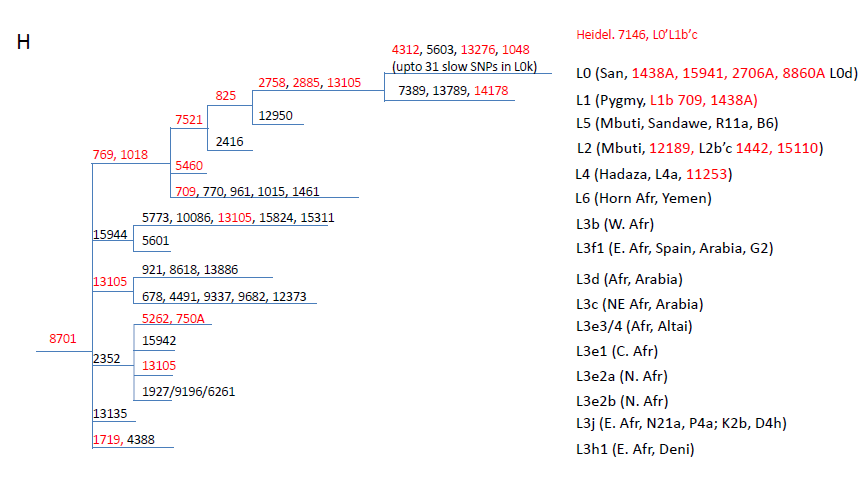 H
Heidel. 7146, L0’L1b’c
4312, 5603, 13276, 1048
(upto 31 slow SNPs in L0k)
L0 (San, 1438A, 15941, 2706A, 8860A L0d)
2758, 2885, 13105
7389, 13789, 14178
L1 (Pygmy, L1b 709, 1438A)
825
12950
L5 (Mbuti, Sandawe, R11a, B6)
7521
2416
L2 (Mbuti, 12189, L2b’c 1442, 15110)
769, 1018
5460
L4 (Hadaza, L4a, 11253)
709, 770, 961, 1015, 1461
L6 (Horn Afr, Yemen)
5773, 10086, 13105, 15824, 15311
L3b (W. Afr)
15944
5601
L3f1 (E. Afr, Spain, Arabia, G2)
921, 8618, 13886
L3d (Afr, Arabia)
13105
678, 4491, 9337, 9682, 12373
L3c (NE Afr, Arabia)
5262, 750A
L3e3/4 (Afr, Altai)
8701
15942
L3e1 (C. Afr)
2352
13105
L3e2a (N. Afr)
1927/9196/6261
L3e2b (N. Afr)
13135
L3j (E. Afr, N21a, P4a; K2b, D4h)
1719, 4388
L3h1 (E. Afr, Deni)